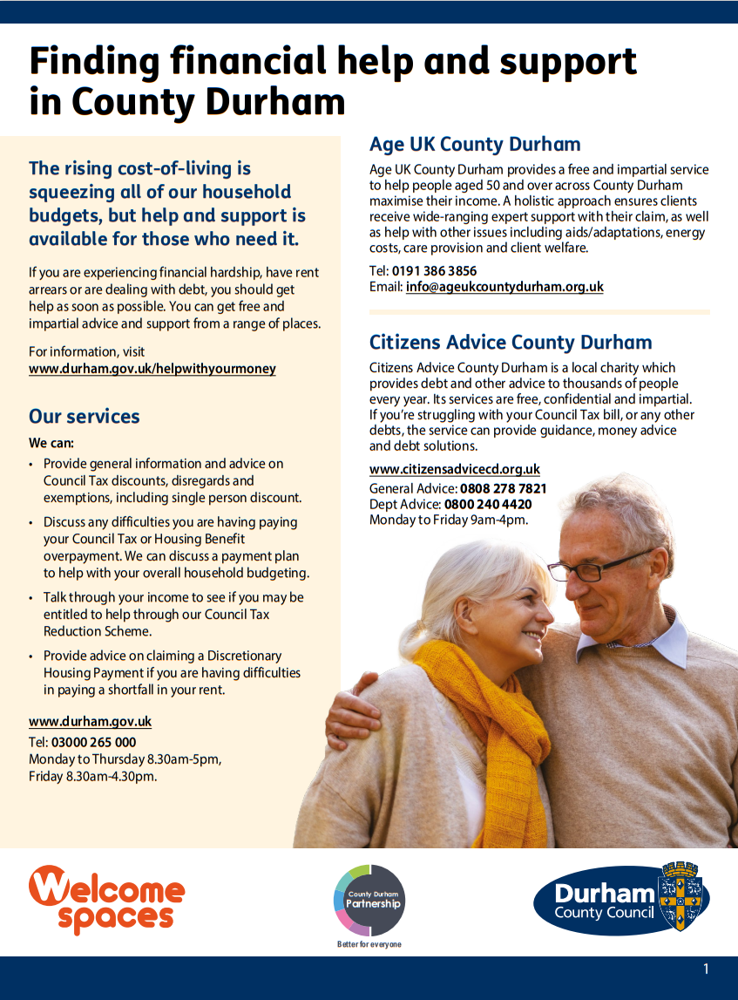 Finding financial help and support
in County Durham
The rising cost-of-living is
squeezing all of our household
budgets, but help and support is
available for those who need it.
If you are experiencing financial hardship, have rent
arrears or are dealing with debt, you should get
help as soon as possible. You can get free and
impartial advice and support from a range of places.
For information, visit
www.durham.gov.uk/helpwithyourmoney
Our services
We can:
• Provide general information and advice on
Council Tax discounts, disregards and
exemptions, including single person discount.
• Discuss any difficulties you are having paying
your Council Tax or Housing Benefit
overpayment. We can discuss a payment plan
to help with your overall household budgeting.
• Talk through your income to see if you may be
entitled to help through our Council Tax
Reduction Scheme.
• Provide advice on claiming a Discretionary
Housing Payment if you are having difficulties
in paying a shortfall in your rent.
www.durham.gov.uk
Tel: 03000 265 000
Monday to Thursday 8.30am-5pm,
Friday 8.30am-4.30pm.
Age UK County Durham
Age UK County Durham provides a free and impartial service
to help people aged 50 and over across County Durham
maximise their income. A holistic approach ensures clients
receive wide-ranging expert support with their claim, as well
as help with other issues including aids/adaptations, energy
costs, care provision and client welfare.
Tel: 0191 386 3856
Email: info@ageukcountydurham.org.uk
Citizens Advice County Durham
Citizens Advice County Durham is a local charity which
provides debt and other advice to thousands of people
every year. Its services are free, confidential and impartial.
If you're struggling with your Council Tax bill, or any other
debts, the service can provide guidance, money advice
and debt solutions.
www.citizensadvicecd.org.uk
General Advice: 0808 278 7821
Dept Advice: 0800 240 4420
Monday to Friday 9am-4pm.
Welcome
spaces
County Durham
Partnership
Better for everyone
Durham
County Council
1